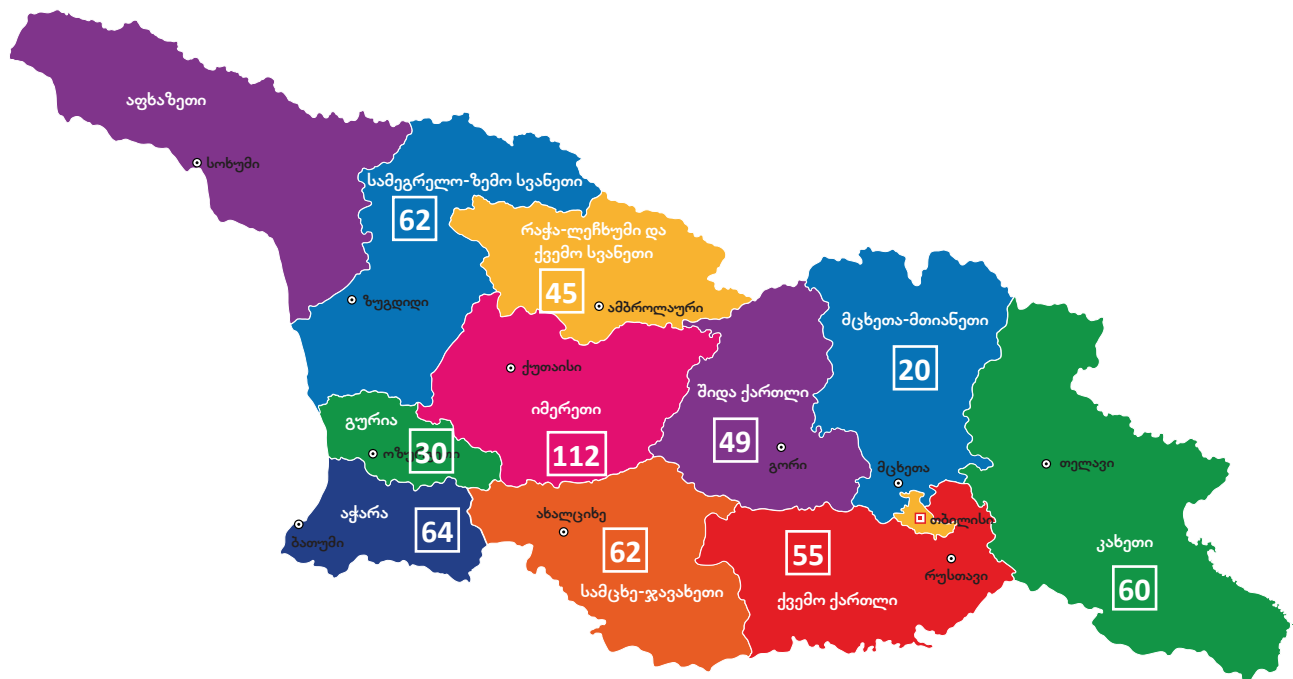 აფხაზეთი
სოხუმი
სამეგრელო-ზემო სვანეთი
62
ზუგდიდი
რაჭა-ლეჩხუმი და
ქვემო სვანეთი
45
ამბროლაური
ქუთაისი
იმერეთი
112
გურია
30
აჭარა
64
ბათუმი
ახალციხე
62
სამცხე-ჯავახეთი
შიდა ქართლი
49
გორი
მცხეთა-მთიანეთი
20
მცხეთა
თბილისი
55
რუსთავი
ქვემო ქართლი
თელავი
კახეთი
60